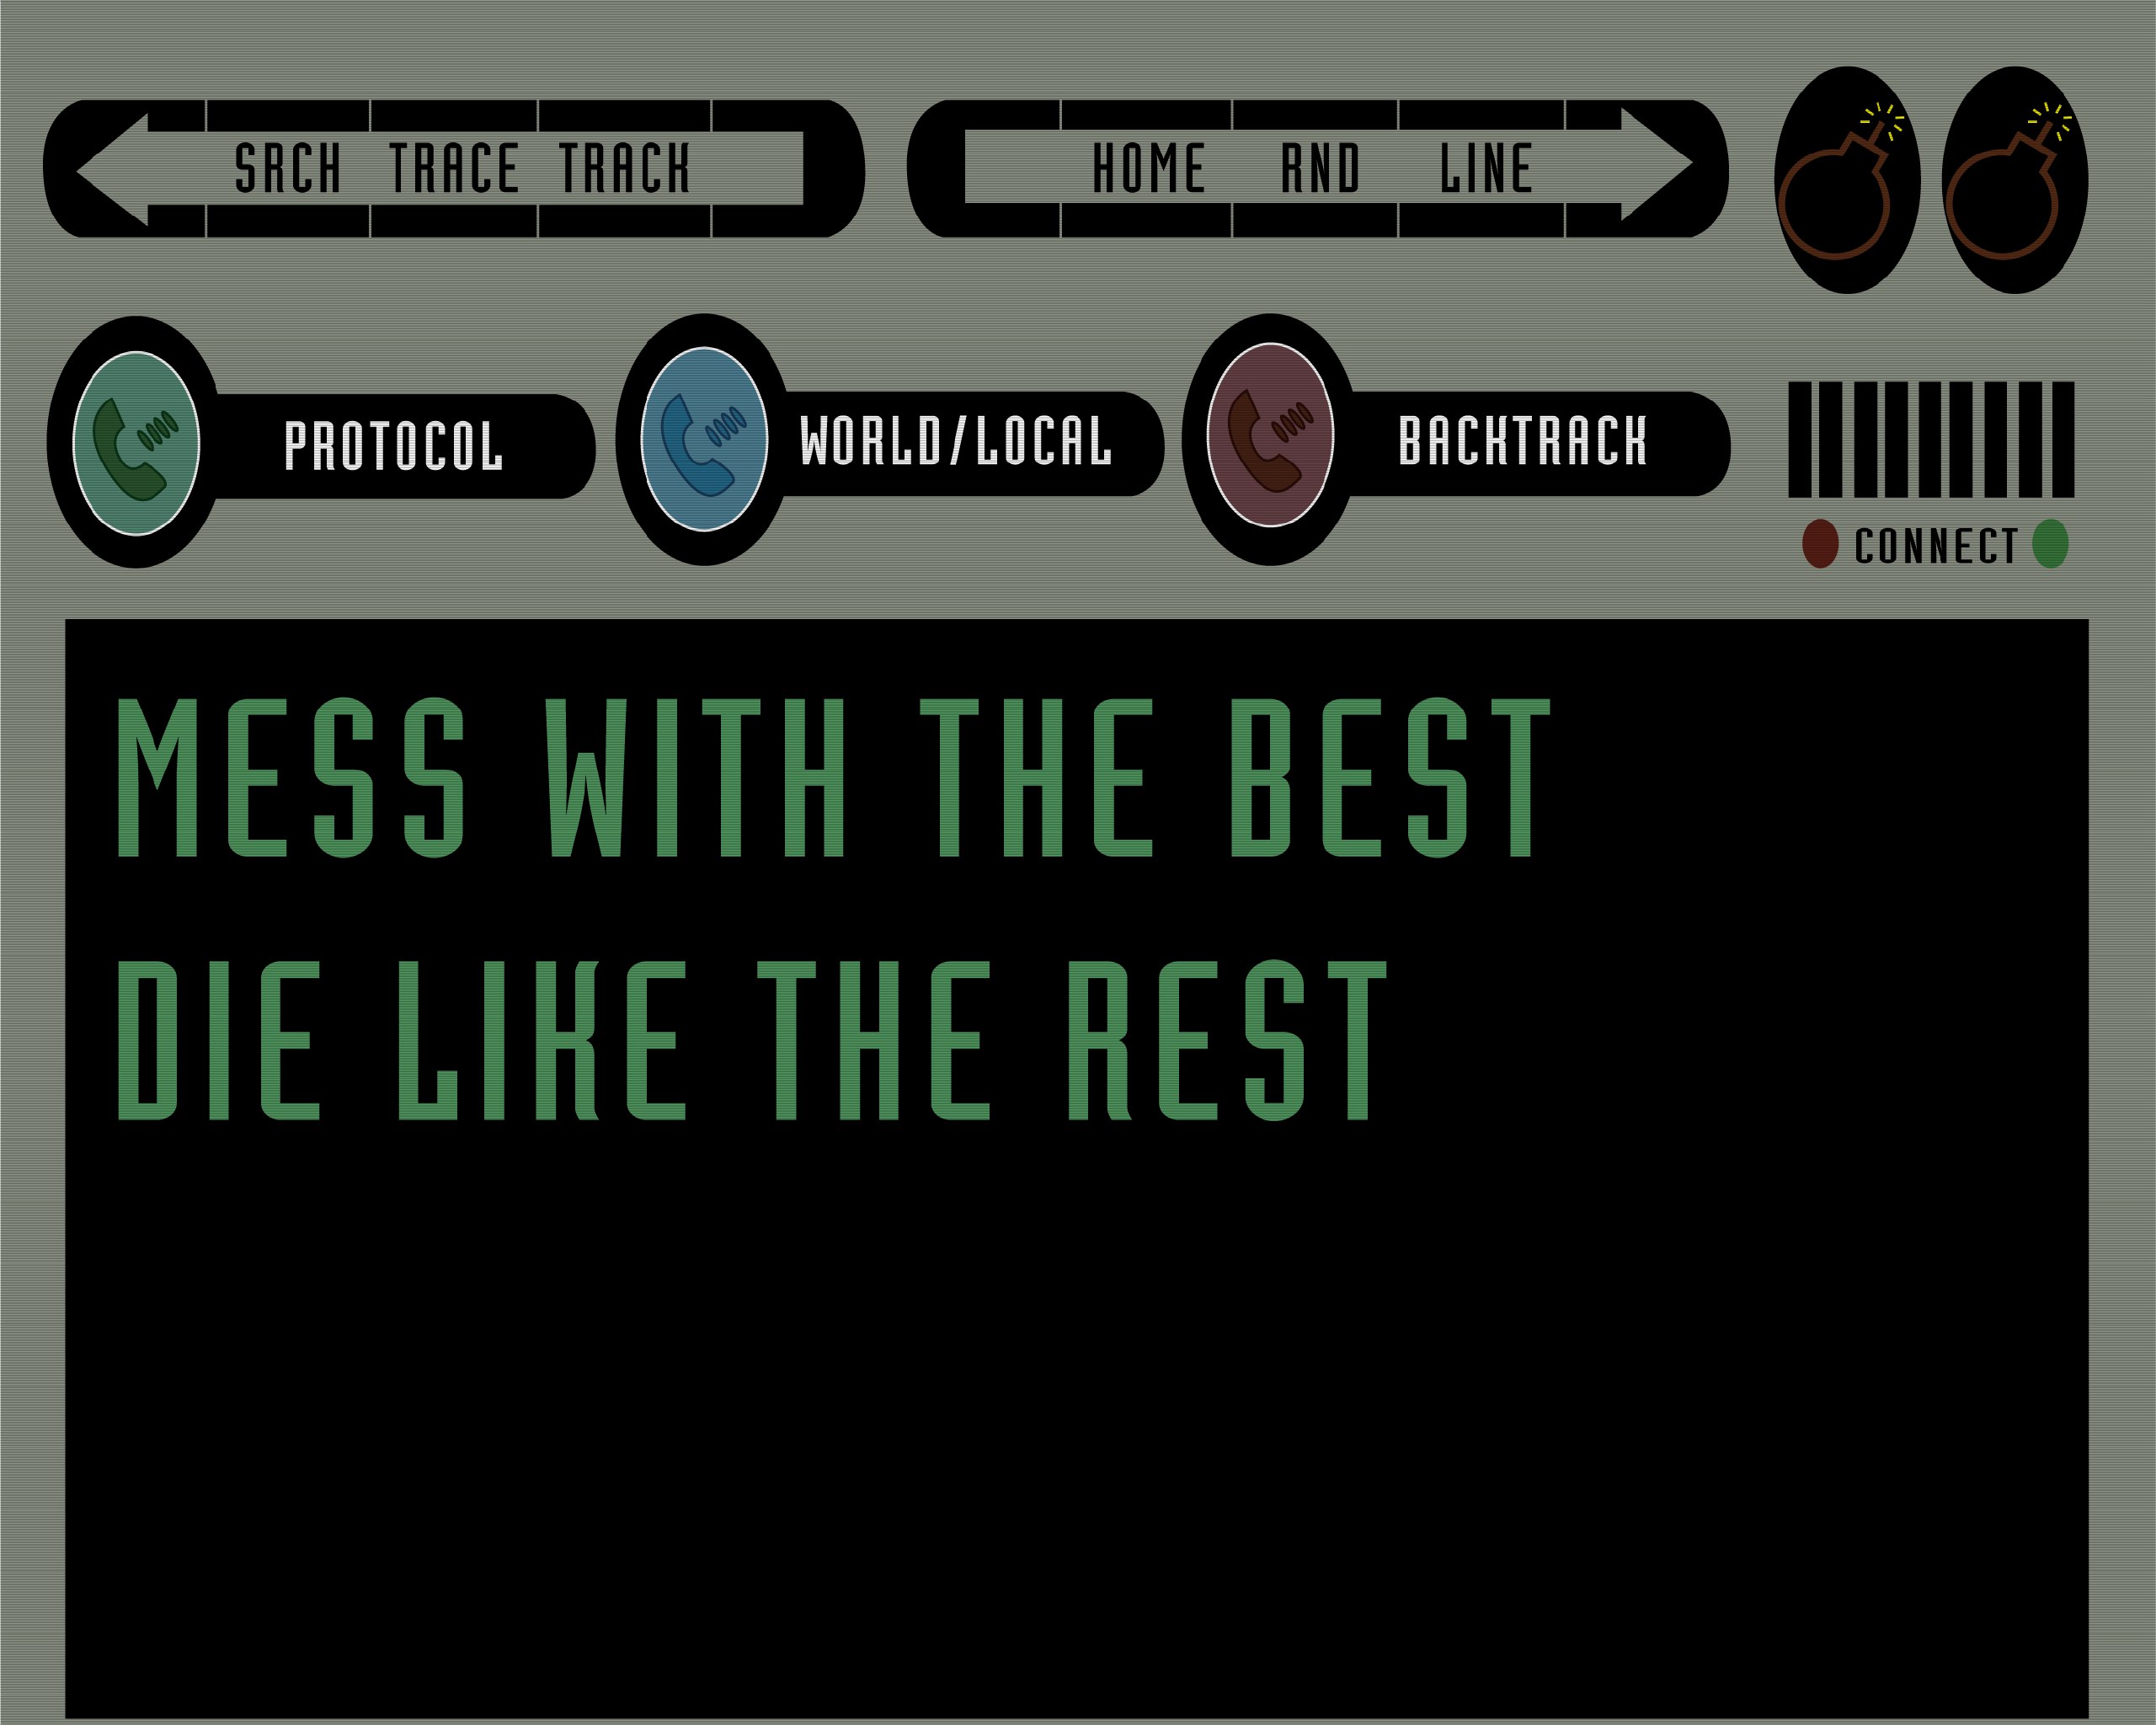 SRCH TRACE TRACK
HOME RND LINE
PROTOCOL
WORLD/LOCAL
BACKTRACK
CONNECT
MESS WITH THE BEST
DIE LIKE THE REST